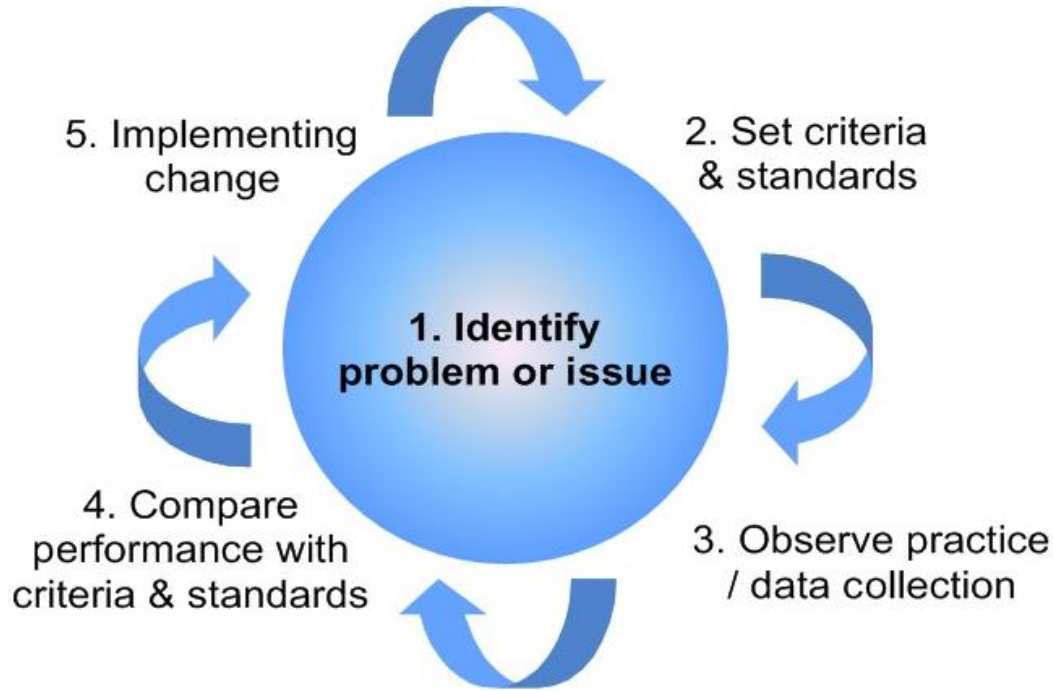 1. Identify
problem or issue
2. Set criteria
& standards
3. Observe practice
/ data collection
4. Compare
performance with
criteria & standards
5. Implementing
change